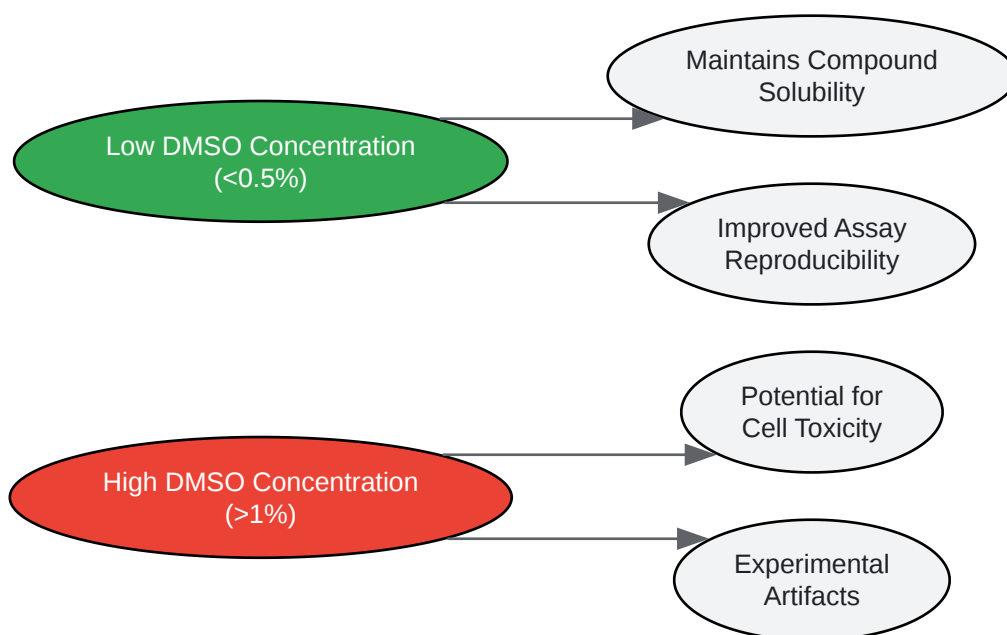 Maintains Compound
Solubility
Low DMSO Concentration
(<0.5%)
Improved Assay
Reproducibility
Potential for
Cell Toxicity
High DMSO Concentration
(>1%)
Experimental
Artifacts